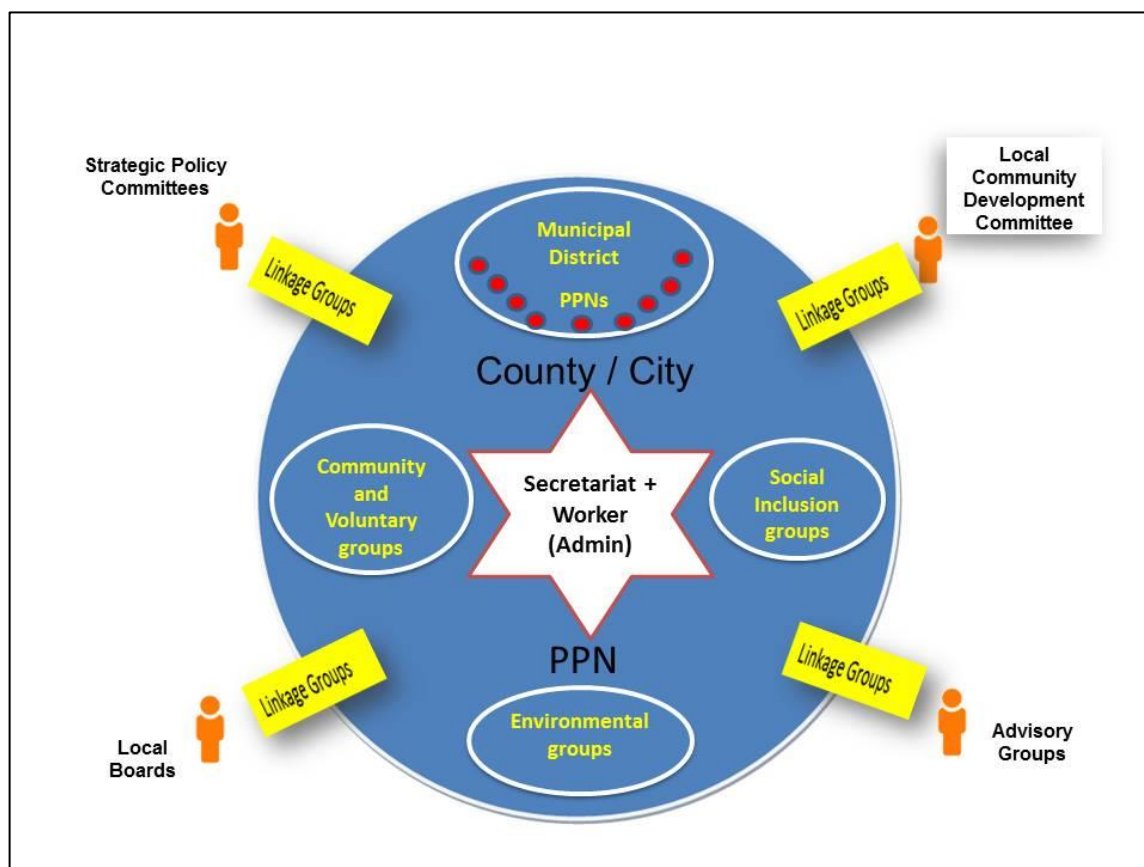 Strategic Policy
Committees
Local
Community
Development
Committee
Linkage Groups
Municipal
District
PPNs
Linkage Groups
County / City
Community
and
Voluntary
groups
Secretariat +
Worker
(Admin)
Social
Inclusion
groups
Linkage Groups
PPN
Linkage Groups
Local
Boards
Environmental
groups
Advisory
Groups